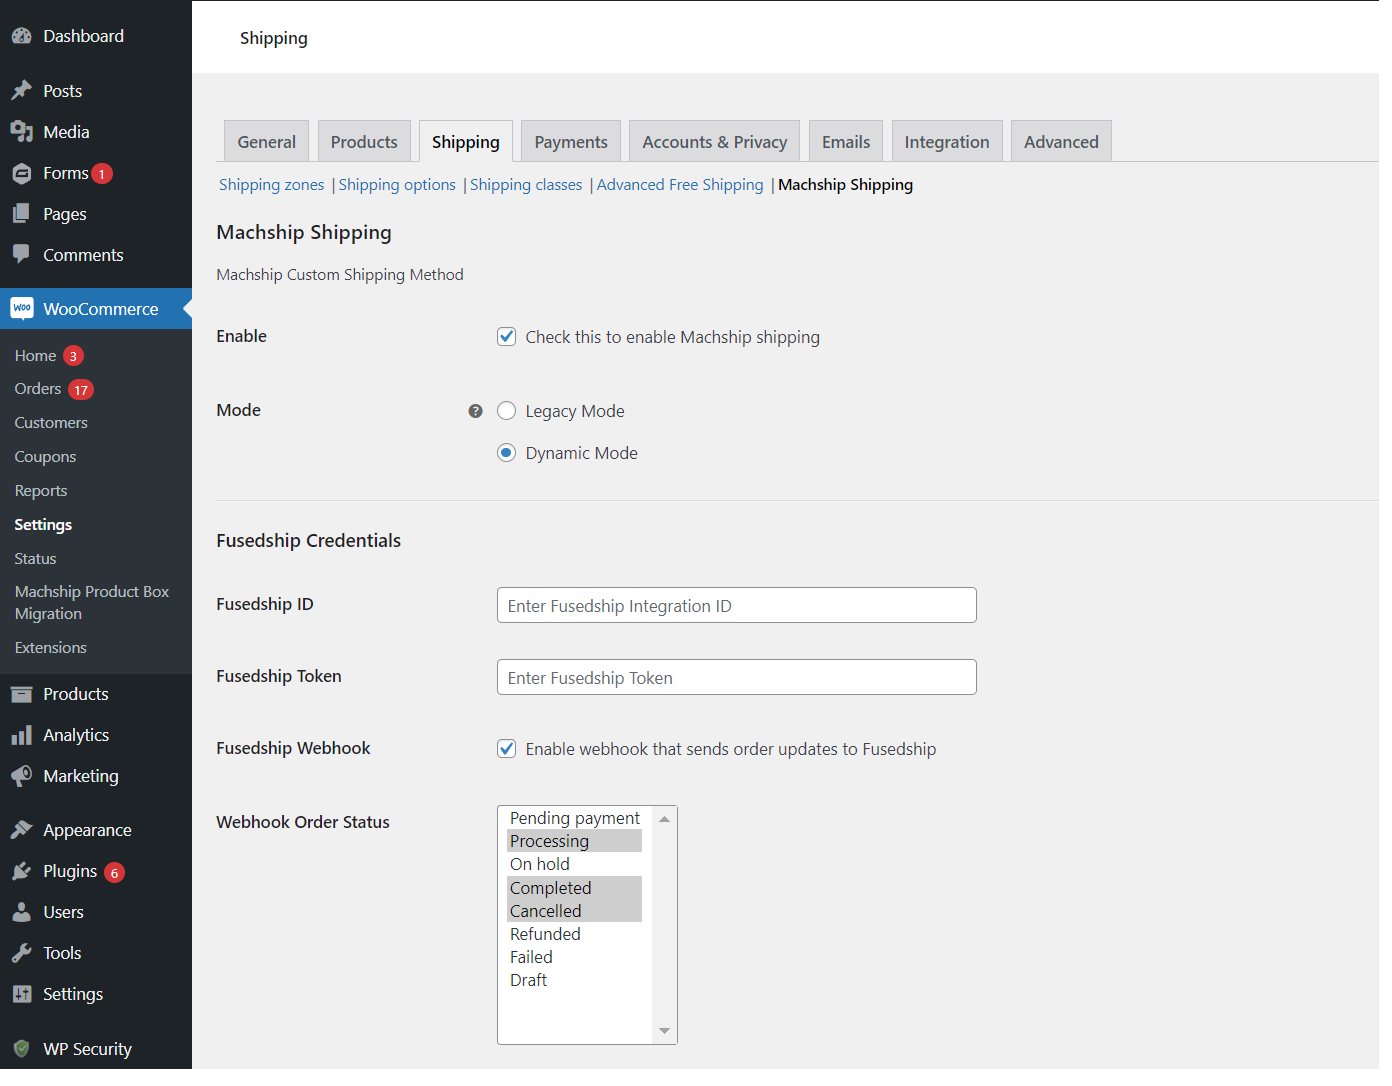 Dashboard
Posts
Media
Forms 1
Pages
Comments
woo WooCommerce
Home 3
Orders 17
Customers
Coupons
Reports
Settings
Status
Machship Product Box
Migration
Extensions
Products
Analytics
Marketing
Appearance
Plugins 6
Users
Tools
Settings
WP Security
Shipping
General Products Shipping Payments Accounts & Privacy Emails Integration Advanced
Shipping zones | Shipping options | Shipping classes | Advanced Free Shipping | Machship Shipping
Machship Shipping
Machship Custom Shipping Method
Enable Check this to enable Machship shipping
Mode ? Legacy Mode
Dynamic Mode
Fusedship Credentials
Fusedship ID Enter Fusedship Integration ID
Fusedship Token Enter Fusedship Token
Fusedship Webhook Enable webhook that sends order updates to Fusedship
Webhook Order Status Pending payment
Processing
On hold
Completed
Cancelled
Refunded
Failed
Draft